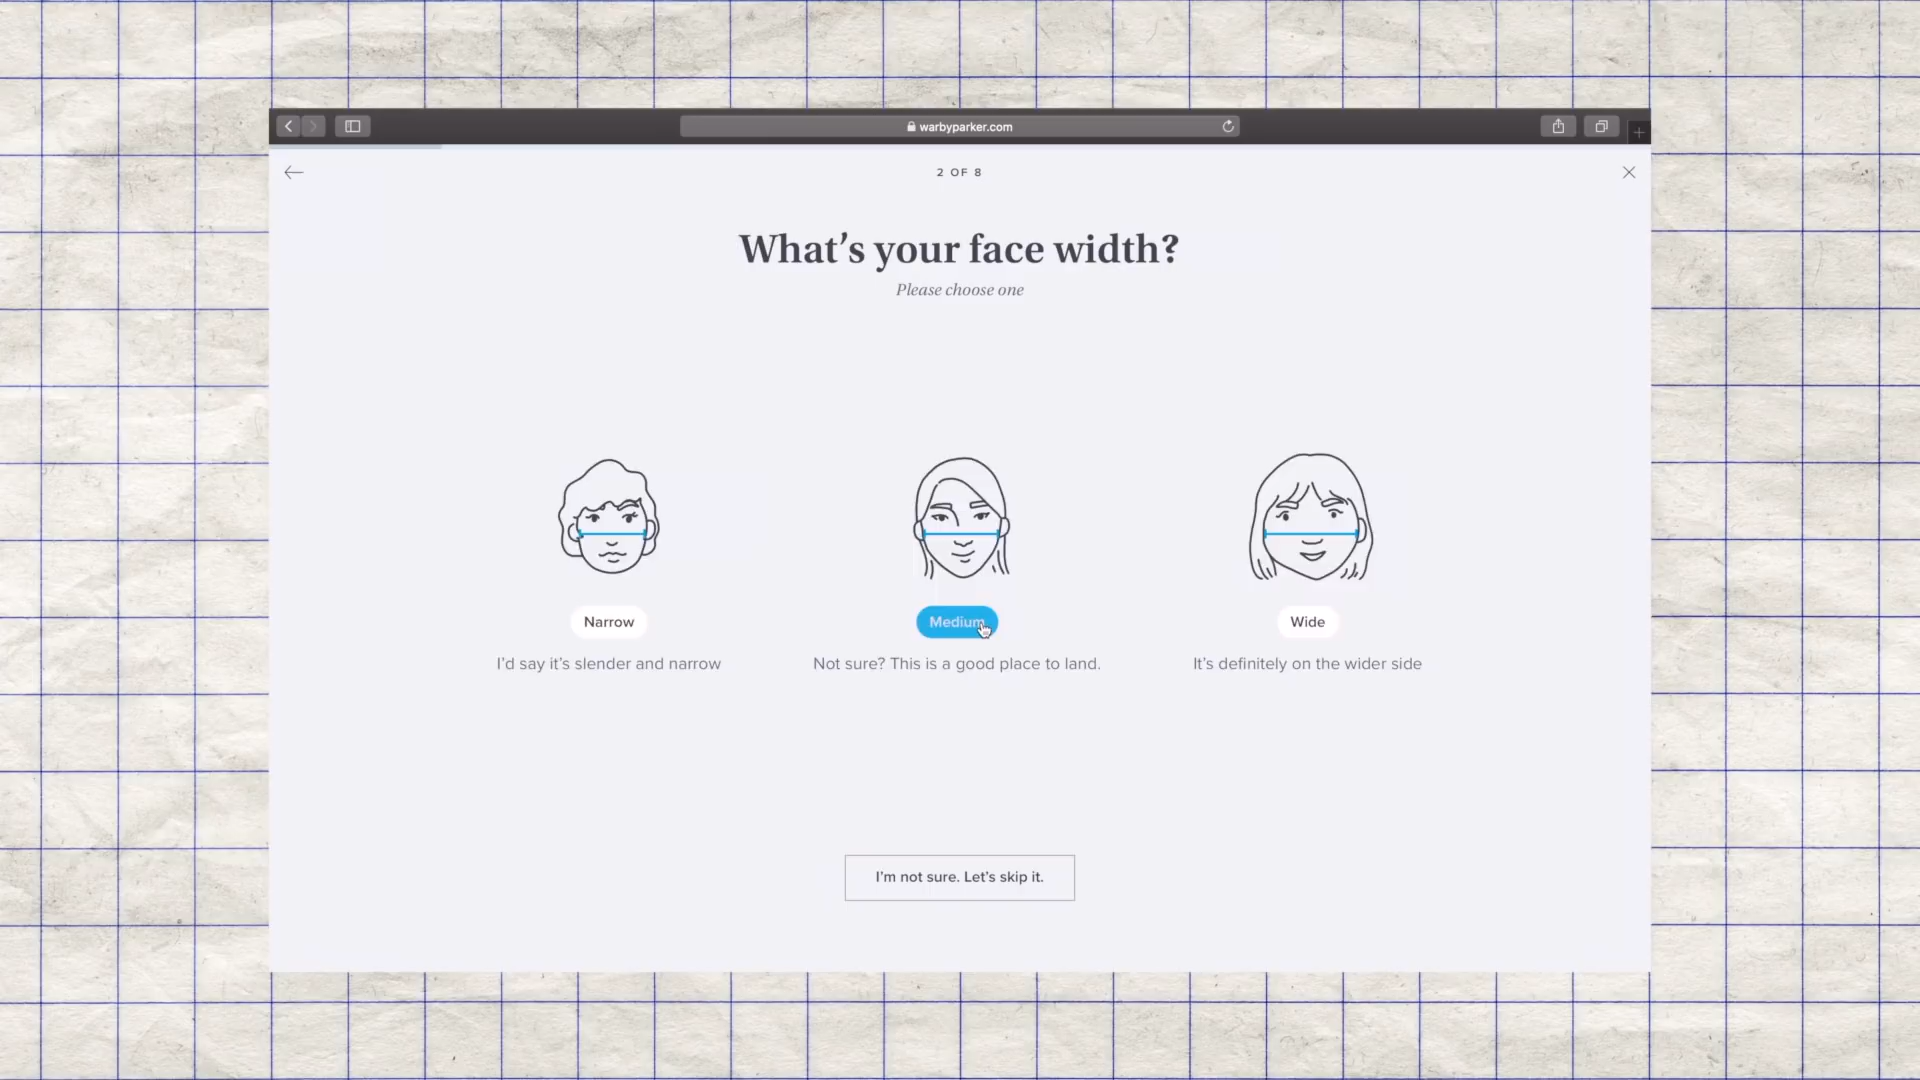 warbyparker.com
2 OF 8
What’s your face width?
Please choose one
Narrow
Medium
Wide
I’d say it’s slender and narrow
Not sure? This is a good place to land.
It’s definitely on the wider side
I’m not sure. Let’s skip it.